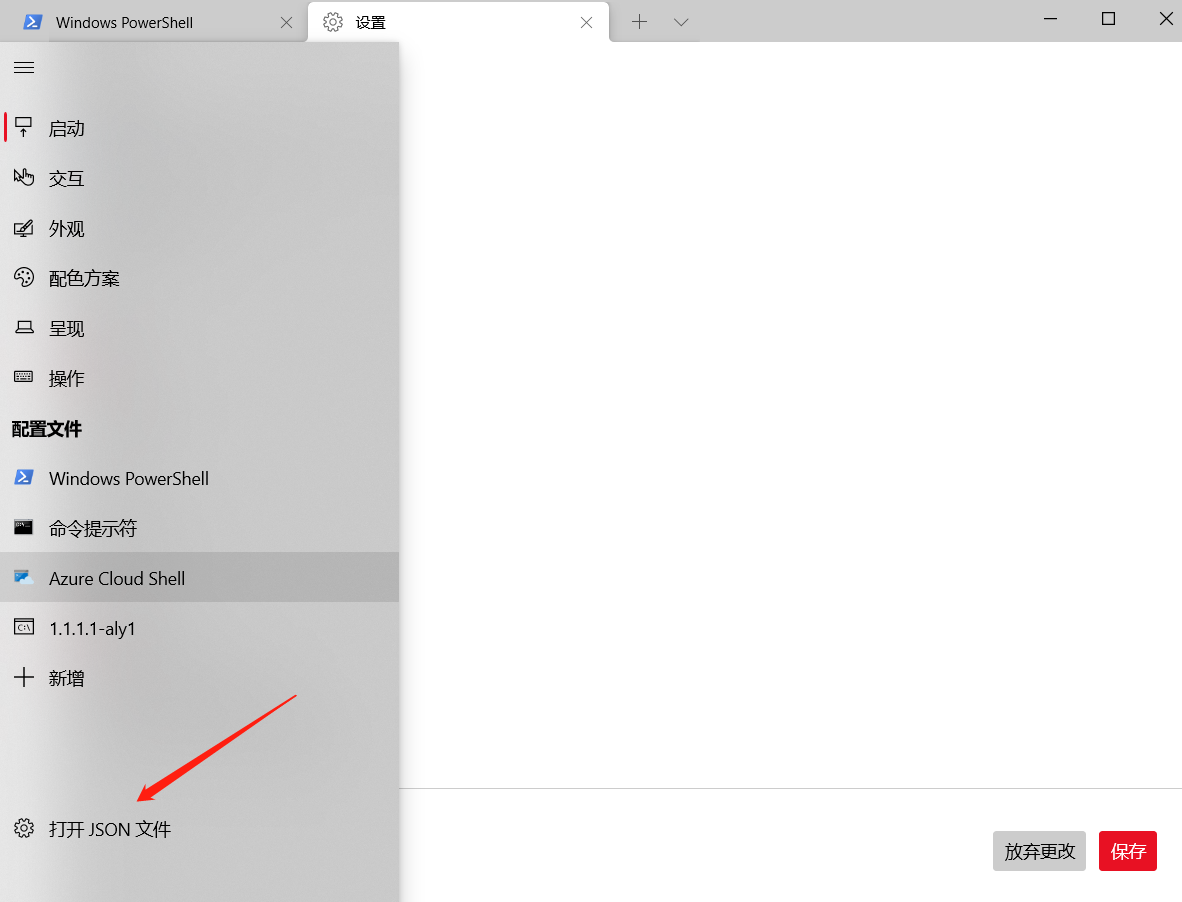 Windows PowerShell
设置
启动
交互
外观
配色方案
呈现
操作
配置文件
Windows PowerShell
命令提示符
Azure Cloud Shell
1.1.1.1-aly1
新增
打开 JSON 文件
放弃更改
保存